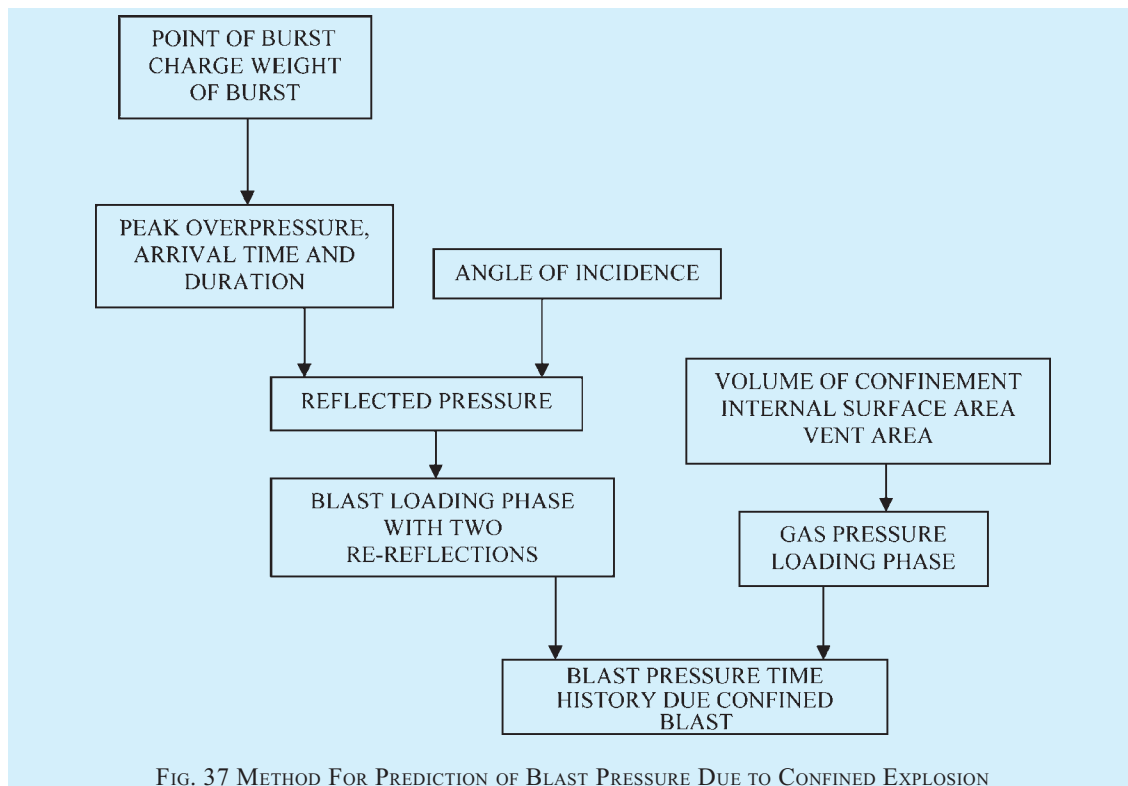 POINT OF BURST
CHARGE WEIGHT
OF BURST
PEAK OVERPRESSURE,
ARRIVAL TIME AND
DURATION
ANGLE OF INCIDENCE
REFLECTED PRESSURE
VOLUME OF CONFINEMENT
INTERNAL SURFACE AREA
VENT AREA
BLAST LOADING PHASE
WITH TWO
RE-REFLECTIONS
GAS PRESSURE
LOADING PHASE
BLAST PRESSURE TIME
HISTORY DUE CONFINED
BLAST
FIG. 37 METHOD FOR PREDICTION OF BLAST PRESSURE DUE TO CONFINED EXPLOSION